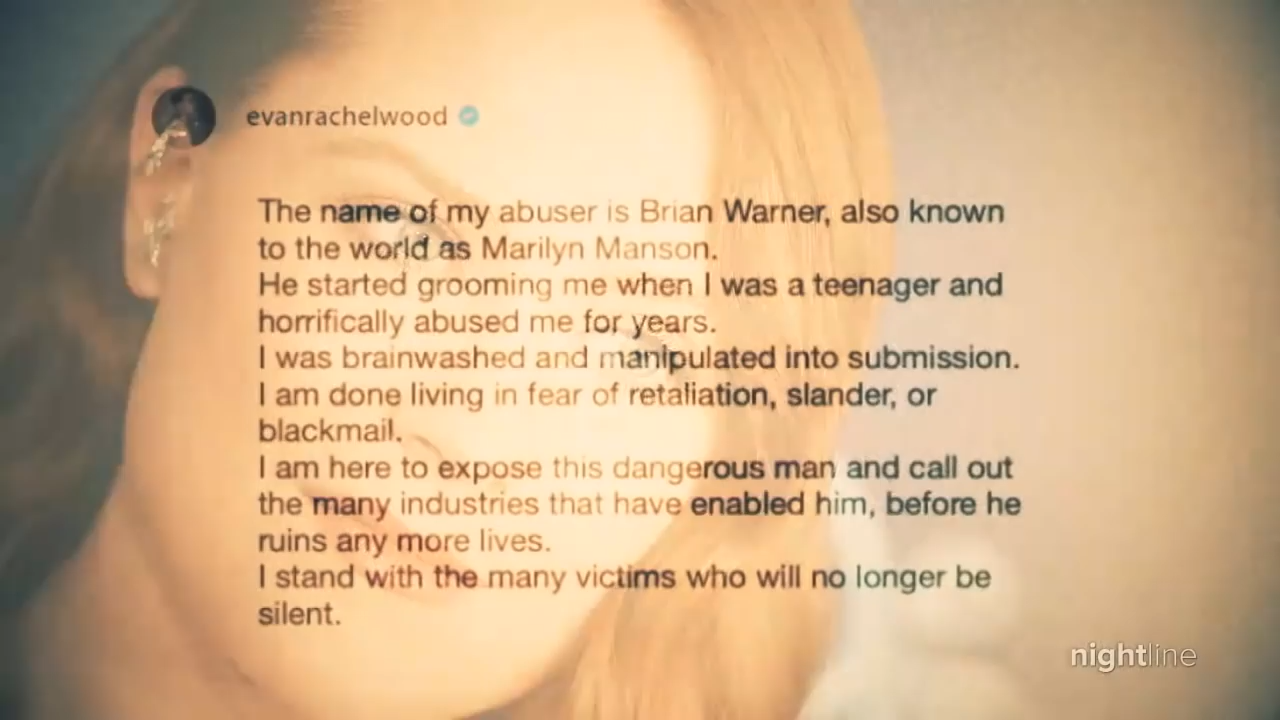 evanrachelwood
The name of my abuser is Brian Warner, also known
to the world as Marilyn Manson.
He started grooming me when I was a teenager and
horrifically abused me for years.
I was brainwashed and manipulated into submission.
I am done living in fear of retaliation, slander, or
blackmail.
I am here to expose this dangerous man and call out
the many industries that have enabled him, before he
ruins any more lives.
I stand with the many victims who will no longer be
silent.
nightline